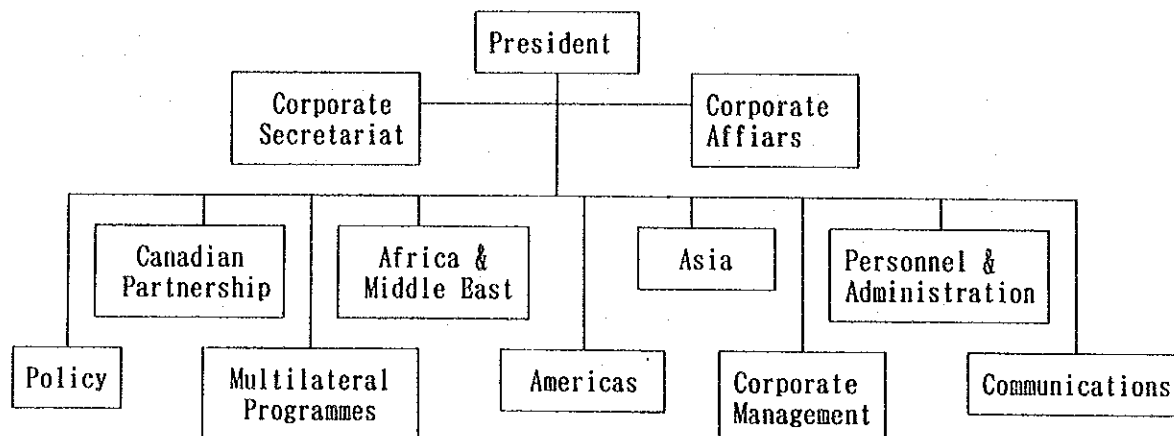 President
Corporate
Secretariat
Corporate
Affiars
Canadian
Partnership
Africa &
Middle East
Asia
Personnel &
Administration
Policy
Multilateral
Programmes
Americas
Corporate
Management
Communications